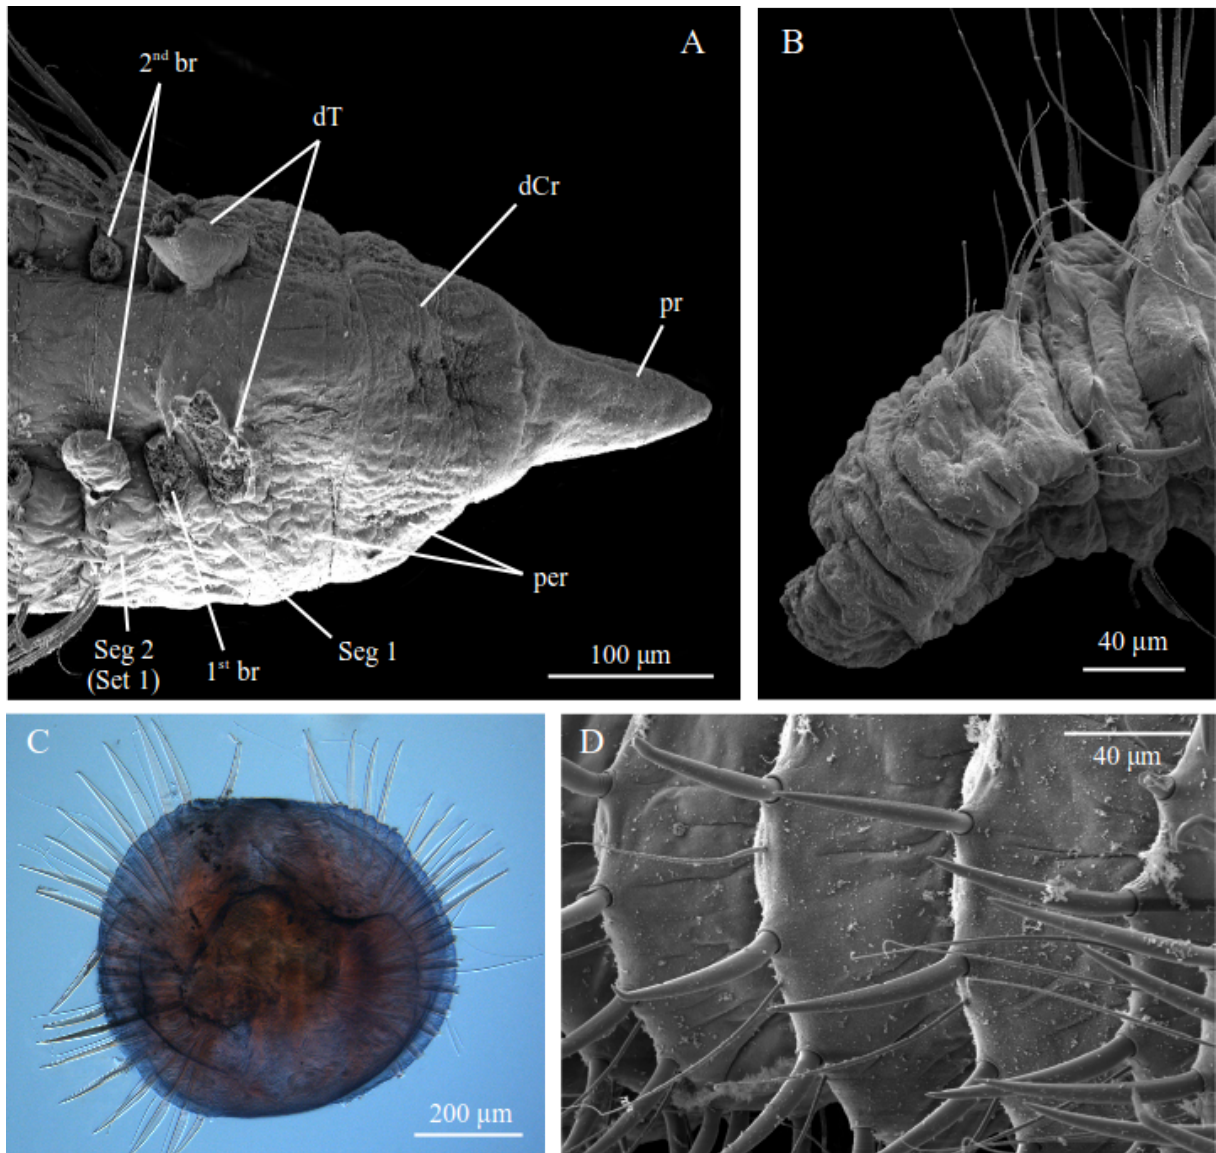 A
2nd br
dT
dCr
pr
per
Seg 1
1st br
Seg 2
(Set 1)
100 µm
B
40 µm
C
200 µm
D
40 µm